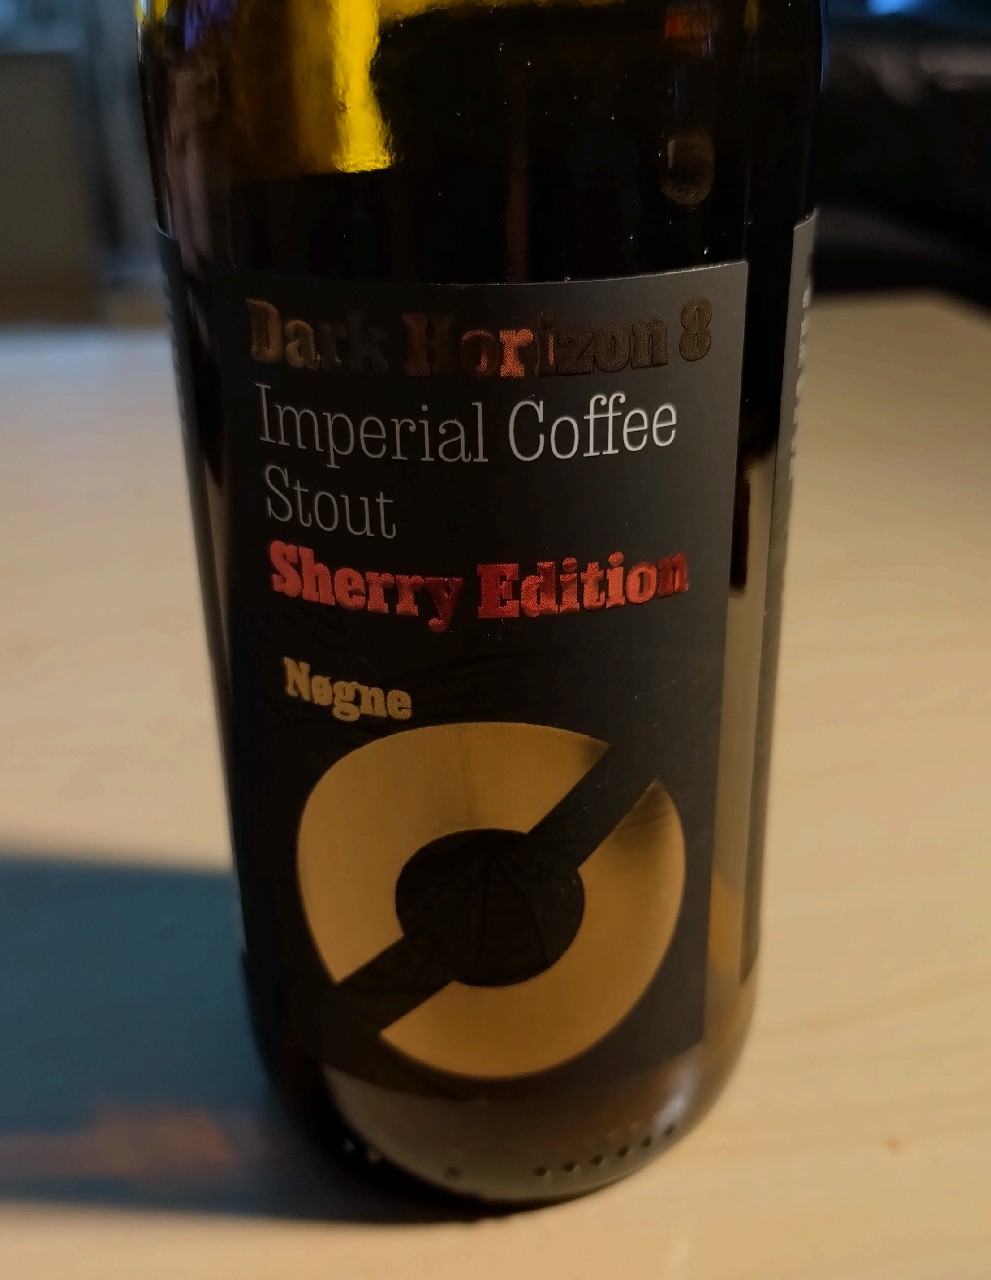 Dark Horizon 8
Imperial Coffee
Stout
Sherry Edition
Nøgne
Ø